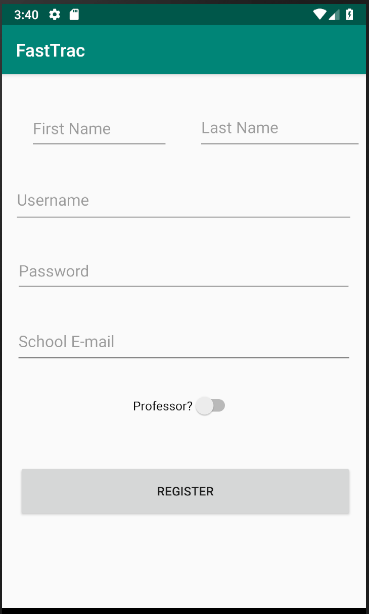 3:40
FastTrac
First Name Last Name
Username
Password
School E-mail
Professor?
REGISTER